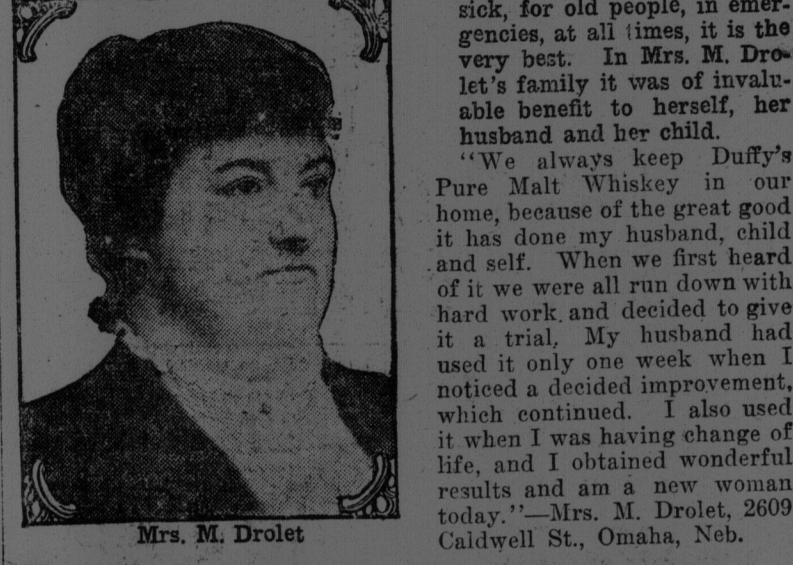 sick, for old people, in emer-
gencies, at all times, it is the
very best. In Mrs. M. Dro-
let's family it was of invalu-
able benefit to herself, her
husband and her child.
"We always keep Duffy's
Pure Malt Whiskey in our
home, because of the great good
it has done my husband, child
and self. When we first heard
of it we were all run down with
hard work and decided to give
it a trial. My husband had
used it only one week when I
noticed a decided improvement,
which continued. I also used
it when I was having change of
life, and I obtained wonderful
results and am a new woman
today."—Mrs. M. Drolet, 2609
Caldwell St., Omaha, Neb.
Mrs. M. Drolet